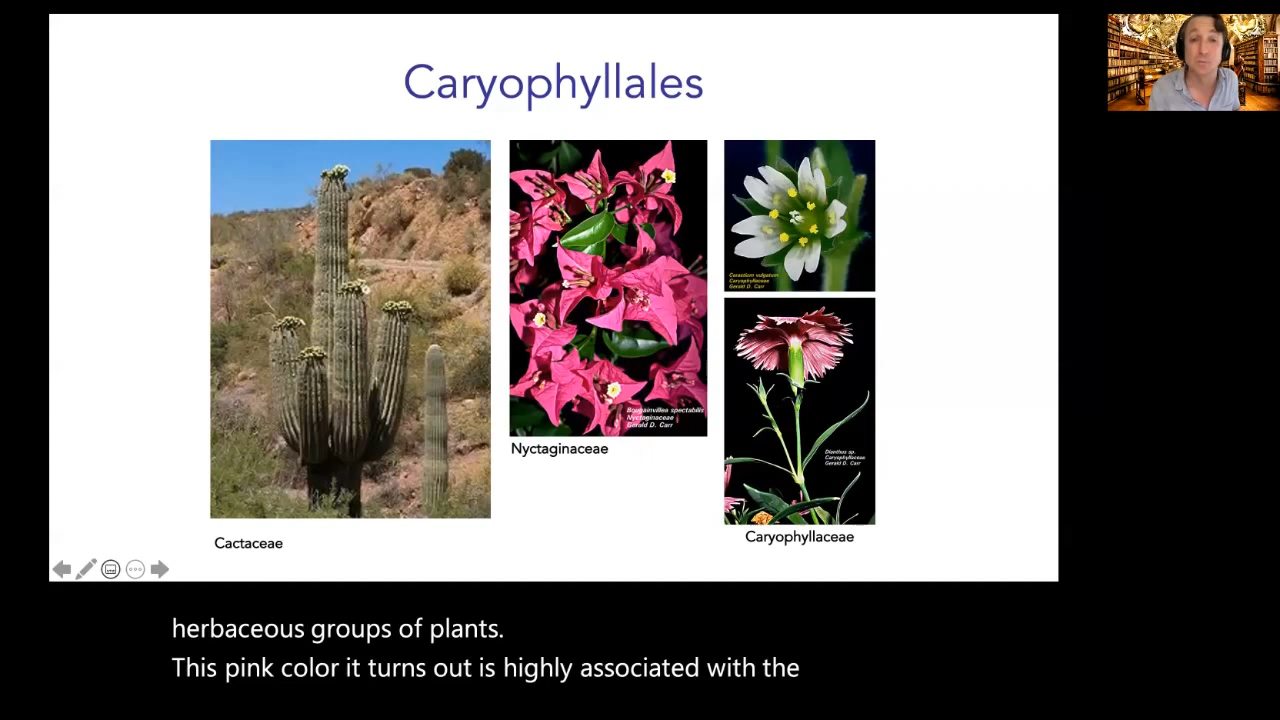 Caryophyllales
Cerastium vulgatum
Caryophyllaceae
Gerald D. Carr
Bougainvillea spectabilis
Nyctaginaceae
Gerald D. Carr
Nyctaginaceae
Dianthus sp.
Caryophyllaceae
Gerald D. Carr
Caryophyllaceae
Cactaceae
herbaceous groups of plants.
This pink color it turns out is highly associated with the